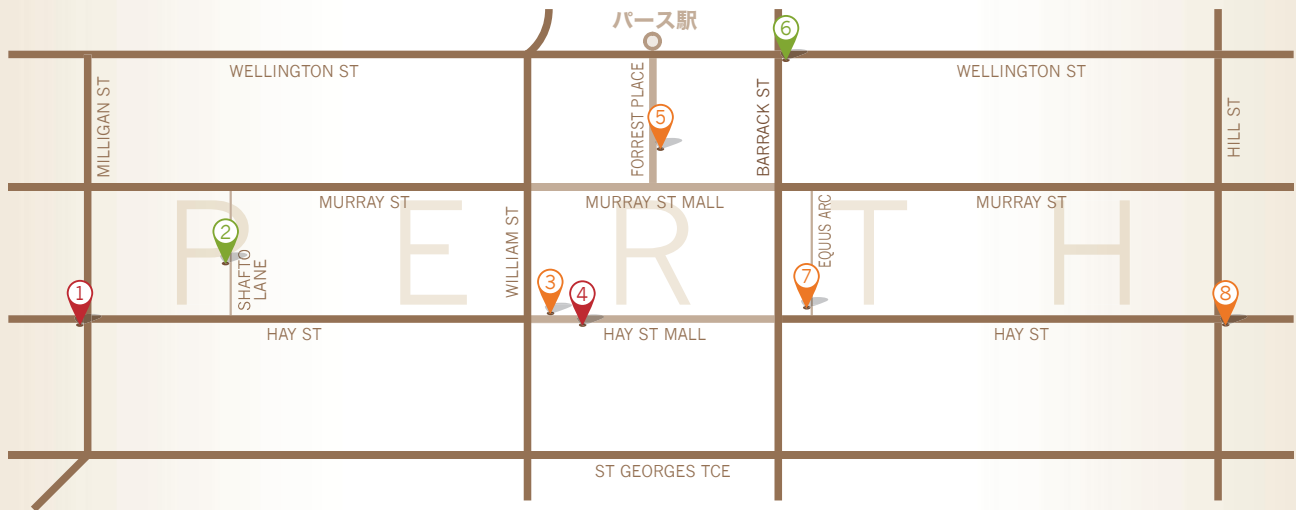 パース駅
6
WELLINGTON ST
WELLINGTON ST
MILLIGAN ST
FORREST PLACE
5
BARRACK ST
HILL ST
MURRAY ST
MURRAY ST MALL
MURRAY ST
PERTH
2
SHAFTO
LANE
WILLIAM ST
EQUUS ARC
1
3
4
7
8
HAY ST
HAY ST MALL
HAY ST
ST GEORGES TCE